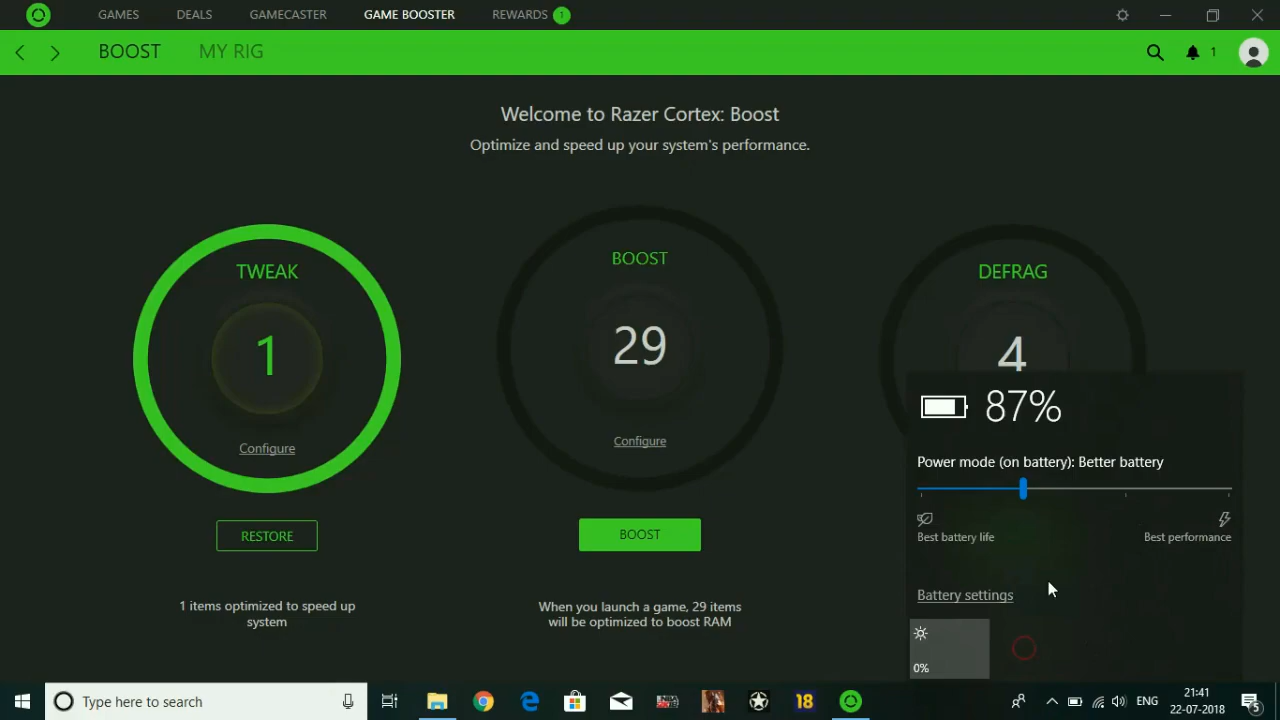 GAMES DEALS GAMECASTER GAME BOOSTER REWARDS 1
BOOST MY RIG 1
Welcome to Razer Cortex: Boost
Optimize and speed up your system's performance.
TWEAK
1
Configure
RESTORE
1 items optimized to speed up
system
BOOST
29
Configure
BOOST
When you launch a game, 29 items
will be optimized to boost RAM
DEFRAG
4
87%
Power mode (on battery): Better battery
Best battery life Best performance
Battery settings
0%
Type here to search
18
ENG
21:41
22-07-2018
5